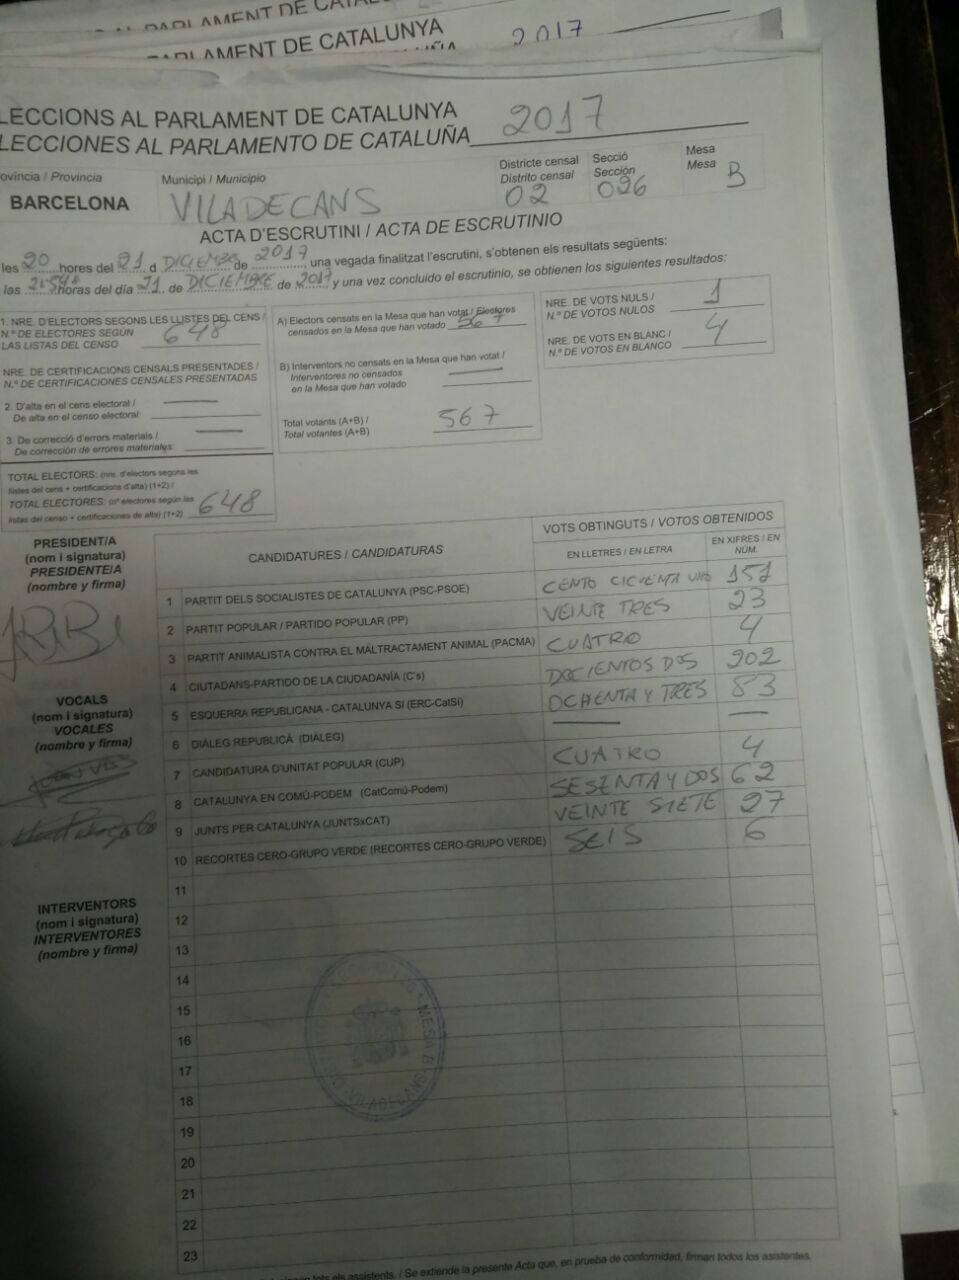 PARLAMENT DE CATALUNYA
2017
ELECCIONS AL PARLAMENT DE CATALUNYA
LECCIONES AL PARLAMENTO DE CATALUÑA 2017
ovíncia / Provincia
BARCELONA
Municipi / Municipio
VILADECANS
Districte censal
Distrito censal
02
Secció
Sección
026
Mesa
Mesa
B
ACTA D'ESCRUTINI / ACTA DE ESCRUTINIO
les 20 hores del 21 d DICIEMBRE de 2017, una vegada finalitzat l'escrutini, s'obtenen els resultats següents:
las horas del día 21 de DICIEMBRE de 2017 y una vez concluido el escrutinio, se obtienen los siguientes resultados:
1. NRE. D'ELECTORS SEGONS LES LLISTES DEL CENS /
N.º DE ELECTORES SEGÚN
LAS LISTAS DEL CENSO
648
NRE. DE CERTIFICACIONS CENSALS PRESENTADES /
N.º DE CERTIFICACIONES CENSALES PRESENTADAS
2. D'alta en el cens electoral /
De alta en el censo electoral:
3. De correcció d'errors materials /
De corrección de errores materiales:
TOTAL ELECTORS: (nre. d'electors segons les
llistes del cens + certificacions d'alta) (1+2) /
TOTAL ELECTORES: (nº electores según las
listas del censo + certificaciones de alta) (1+2)
648
A) Electors censats en la Mesa que han votat / Electores
censados en la Mesa que han votado
567
B) Interventors no censats en la Mesa que han votat /
Interventores no censados
en la Mesa que han votado
Total votants (A+B) /
Total votantes (A+B)
567
NRE. DE VOTS NULS /
N.º DE VOTOS NULOS
1
NRE. DE VOTS EN BLANC /
N.º DE VOTOS EN BLANCO
4
PRESIDENT/A
(nom i signatura)
PRESIDENTE/A
(nombre y firma)
VOCALS
(nom i signatura)
VOCALES
(nombre y firma)
INTERVENTORS
(nom i signatura)
INTERVENTORES
(nombre y firma)
CANDIDATURES / CANDIDATURAS
VOTS OBTINGUTS / VOTOS OBTENIDOS
EN LLETRES / EN LETRA
EN XIFRES / EN NÚM.
1 PARTIT DELS SOCIALISTES DE CATALUNYA (PSC-PSOE) CENTO CICUENTA UNO 151
2 PARTIT POPULAR / PARTIDO POPULAR (PP) VEINTE TRES 23
3 PARTIT ANIMALISTA CONTRA EL MALTRACTAMENT ANIMAL (PACMA) CUATRO 4
4 CIUTADANS-PARTIDO DE LA CIUDADANÍA (C's) DOCIENTOS DOS 202
5 ESQUERRA REPUBLICANA - CATALUNYA SÍ (ERC-CatSí) OCHENTA Y TRES 83
6 DIÀLEG REPUBLICÀ (DIÀLEG)
7 CANDIDATURA D'UNITAT POPULAR (CUP) CUATRO 4
8 CATALUNYA EN COMÚ-PODEM (CatComú-Podem) SESENTA Y DOS 62
9 JUNTS PER CATALUNYA (JUNTSxCAT) VEINTE SIETE 27
10 RECORTES CERO-GRUPO VERDE (RECORTES CERO-GRUPO VERDE) SEIS 6
11
12
13
14
15
16
17
18
19
20
21
22
23
tots els assistents. / Se extiende la presente Acta que, en prueba de conformidad, firman todos los asistentes.